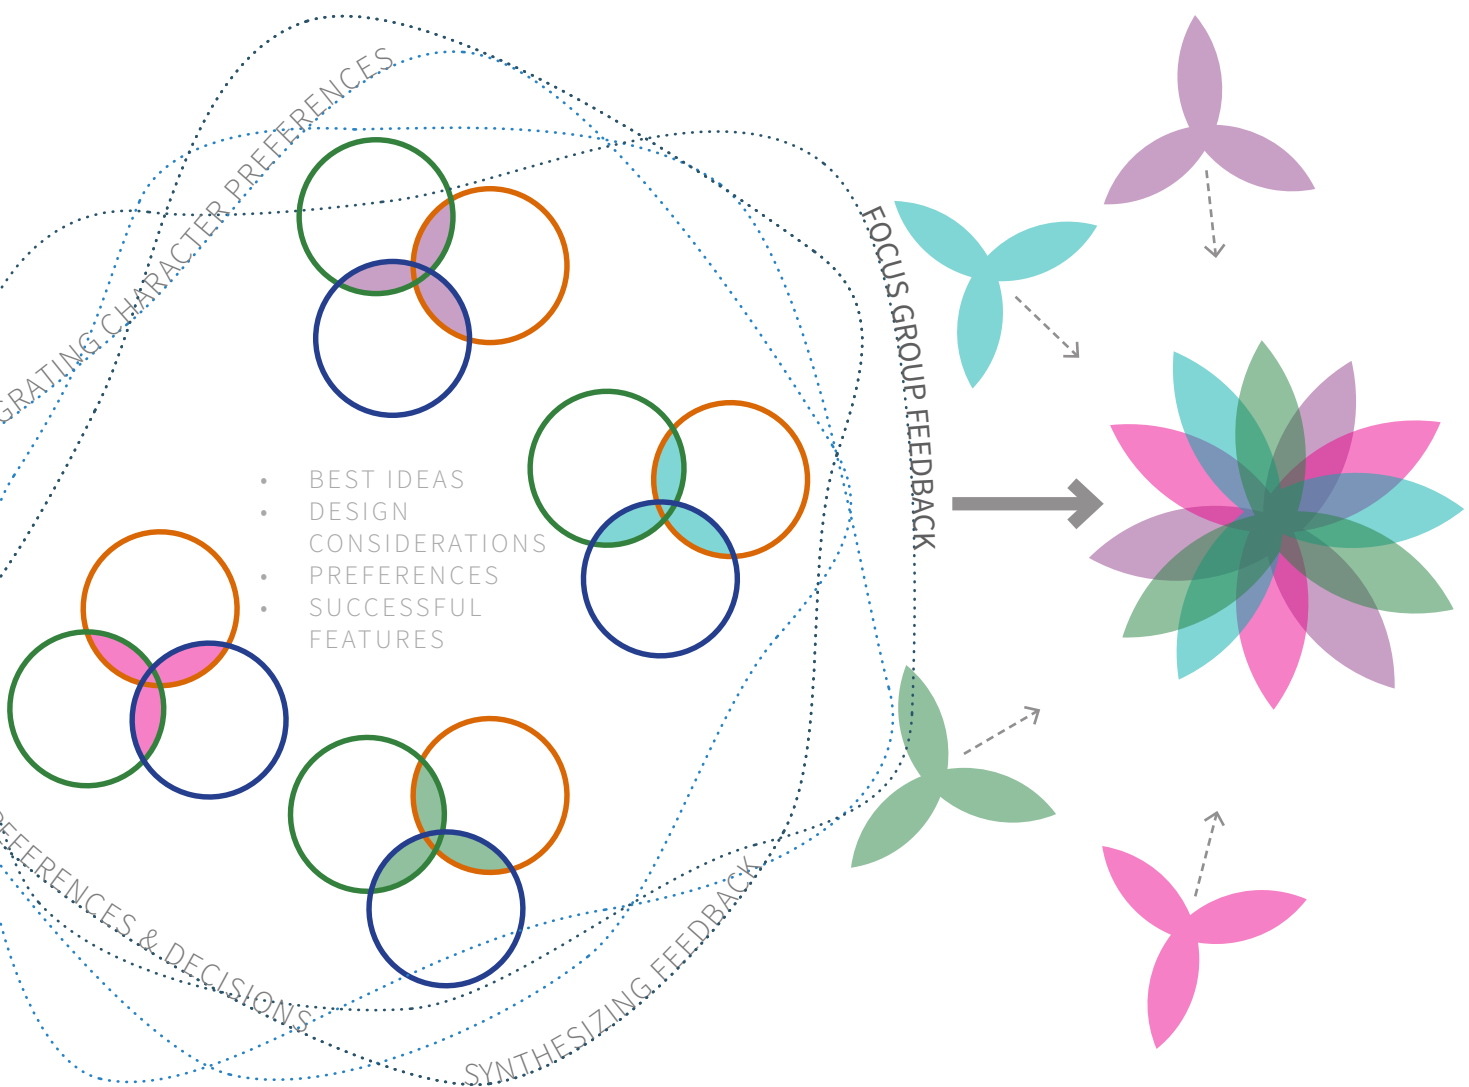 GRATING CHARACTER PREFERENCES
FOCUS GROUP FEEDBACK
• BEST IDEAS
• DESIGN
CONSIDERATIONS
• PREFERENCES
• SUCCESSFUL
FEATURES
EFERENCES & DECISIONS
SYNTHESIZING FEEDBACK